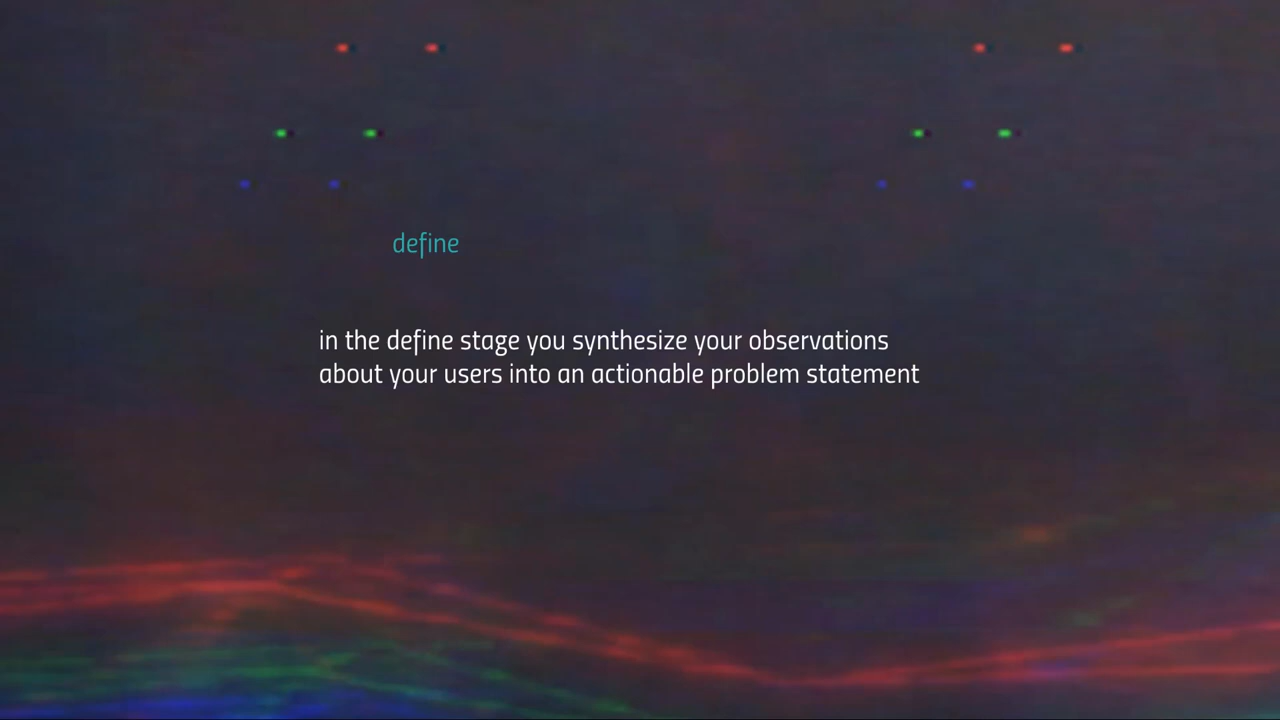 define
in the define stage you synthesize your observations
about your users into an actionable problem statement